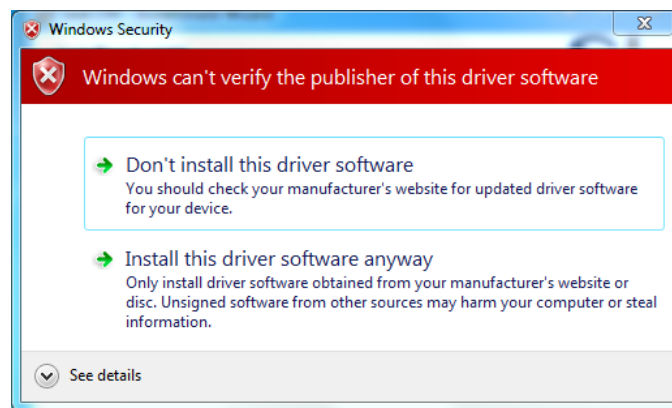 Windows Security
Windows can't verify the publisher of this driver software
Don't install this driver software
You should check your manufacturer's website for updated driver software
for your device.
Install this driver software anyway
Only install driver software obtained from your manufacturer's website or
disc. Unsigned software from other sources may harm your computer or steal
information.
See details